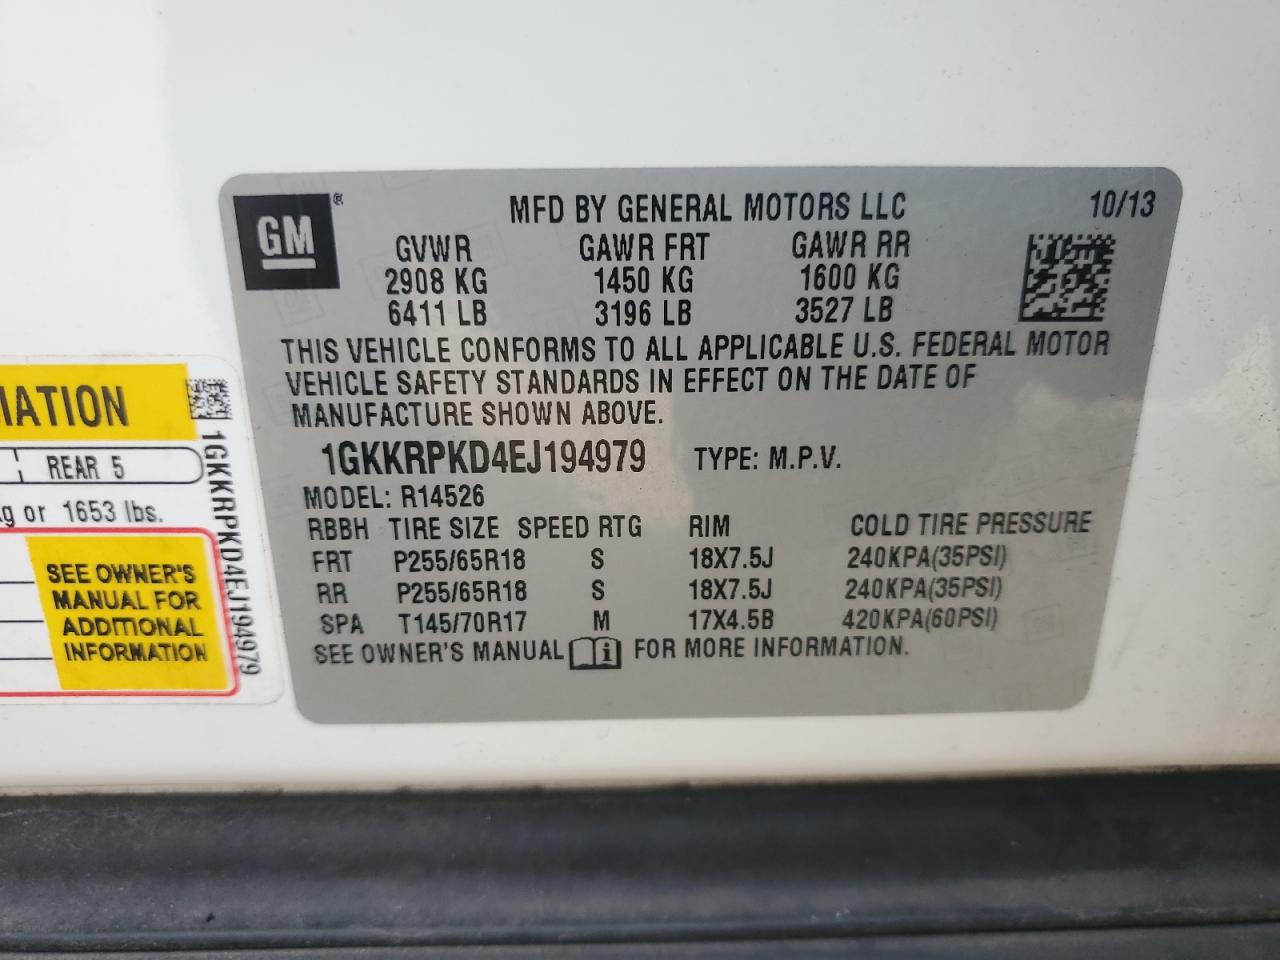 GM ®
MFD BY GENERAL MOTORS LLC 10/13
GVWR GAWR FRT GAWR RR
2908 KG 1450 KG 1600 KG
6411 LB 3196 LB 3527 LB
THIS VEHICLE CONFORMS TO ALL APPLICABLE U.S. FEDERAL MOTOR
VEHICLE SAFETY STANDARDS IN EFFECT ON THE DATE OF
MANUFACTURE SHOWN ABOVE.
1GKKRPKD4EJ194979 TYPE: M.P.V.
MODEL: R14526
RBBH TIRE SIZE SPEED RTG RIM COLD TIRE PRESSURE
FRT P255/65R18 S 18X7.5J 240KPA(35PSI)
RR P255/65R18 S 18X7.5J 240KPA(35PSI)
SPA T145/70R17 M 17X4.5B 420KPA(60PSI)
SEE OWNER'S MANUAL i FOR MORE INFORMATION.
MATION
REAR 5
kg or 1653 lbs.
SEE OWNER'S
MANUAL FOR
ADDITIONAL
INFORMATION
1GKKRPKD4EJ194979